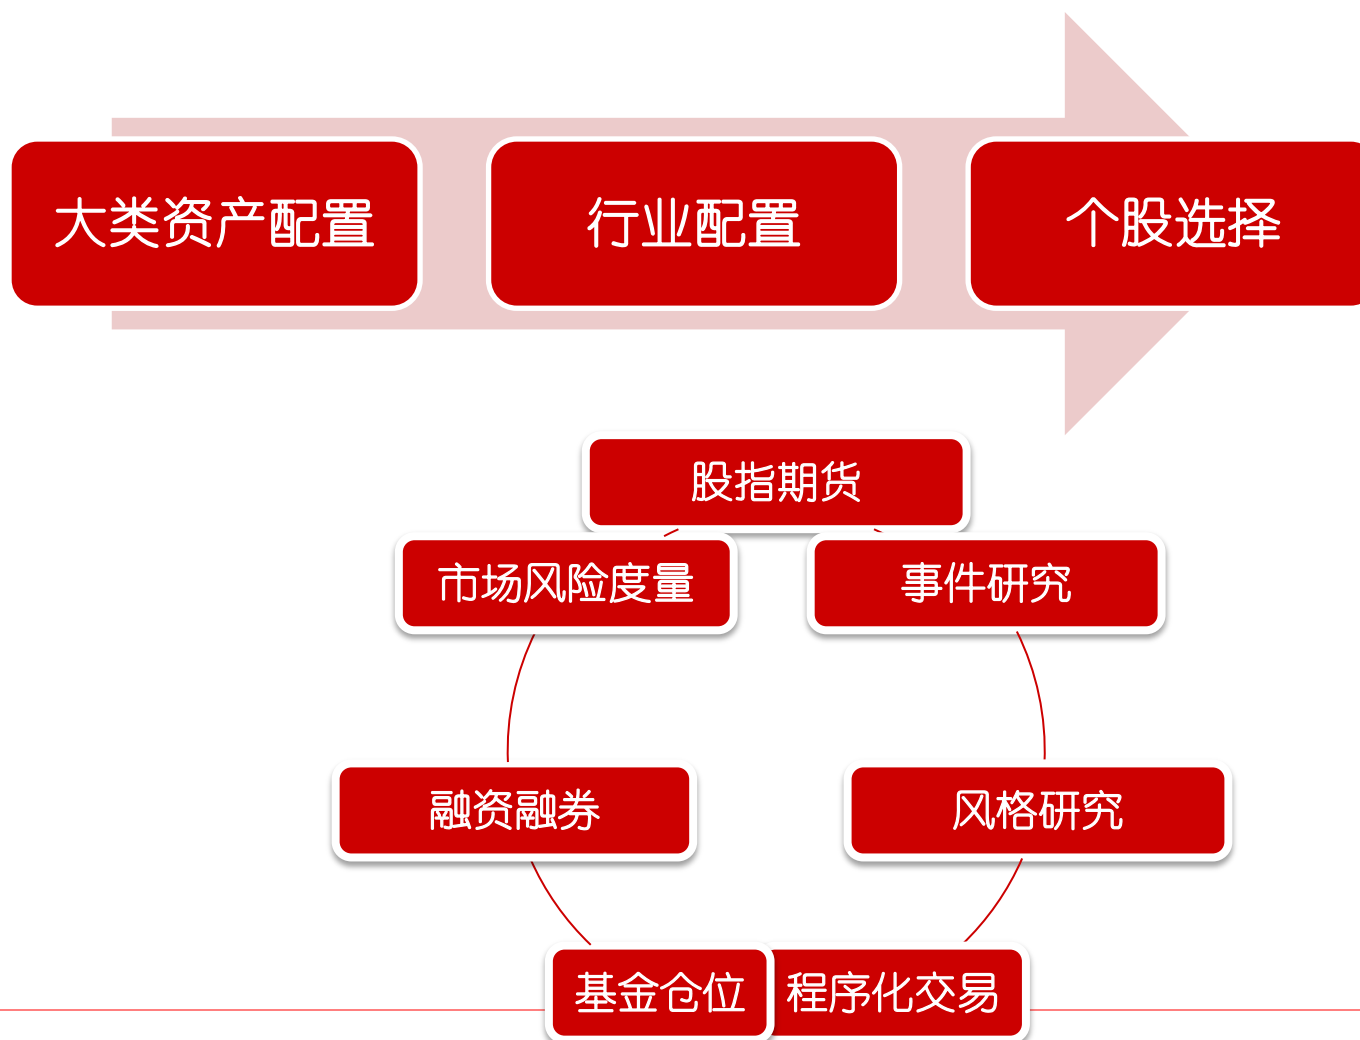 大类资产配置
行业配置
个股选择
股指期货
市场风险度量
事件研究
融资融券
风格研究
基金仓位
程序化交易